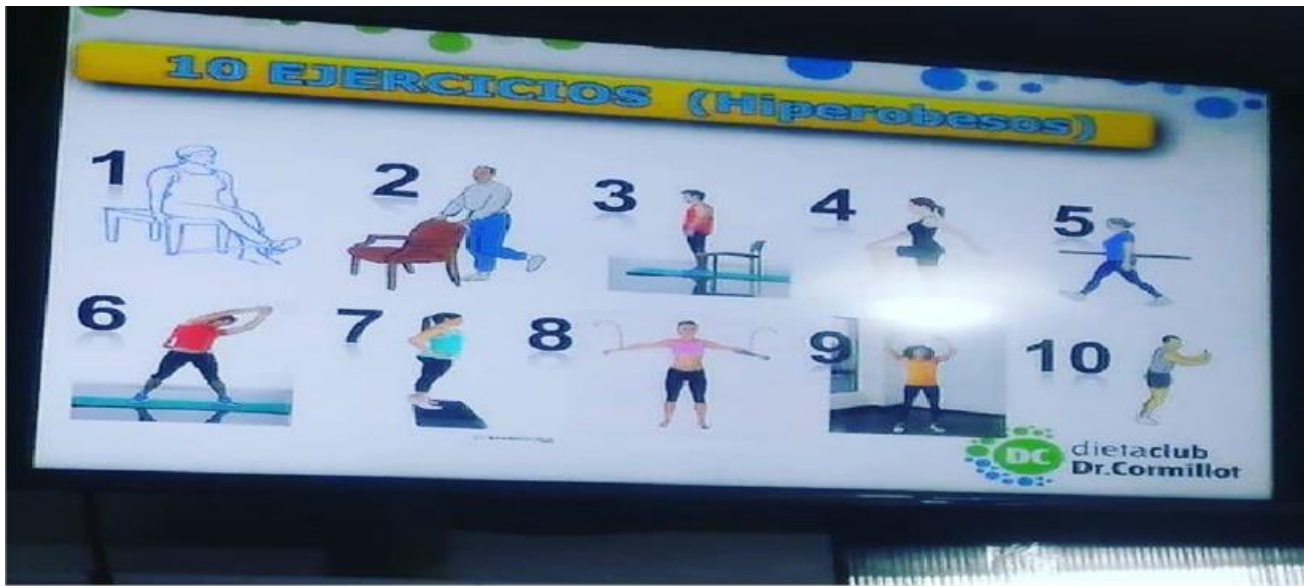 10 EJERCICIOS (Hiperobesos)
1 2 3 4 5
6 7 8 9 10
DC dietaclub
Dr.Cormillot